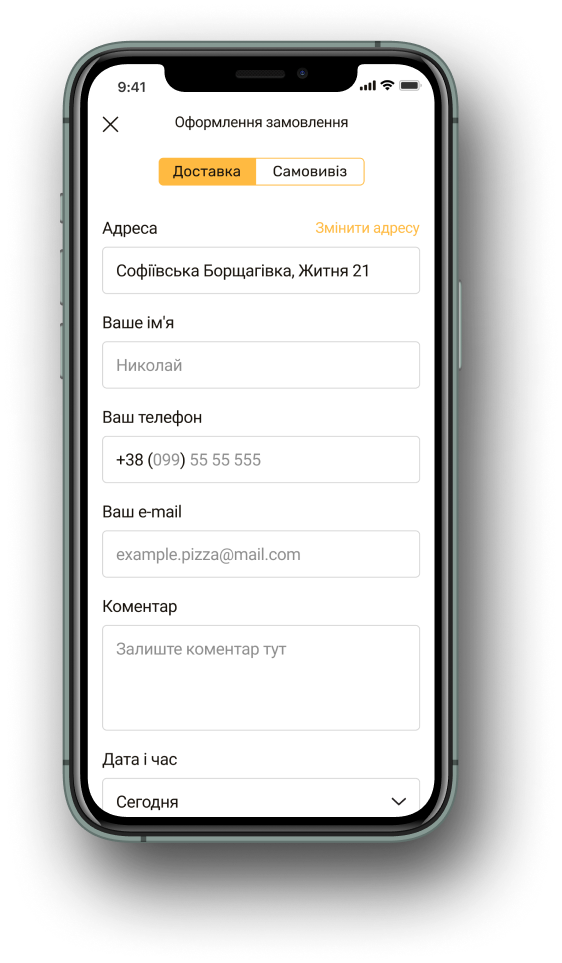 9:41
Оформлення замовлення
Доставка Самовивіз
Адреса Змінити адресу
Софіївська Борщагівка, Житня 21
Ваше ім'я
Николай
Ваш телефон
+38 (099) 55 55 555
Ваш e-mail
example.pizza@mail.com
Коментар
Залиште коментар тут
Дата і час
Сегодня